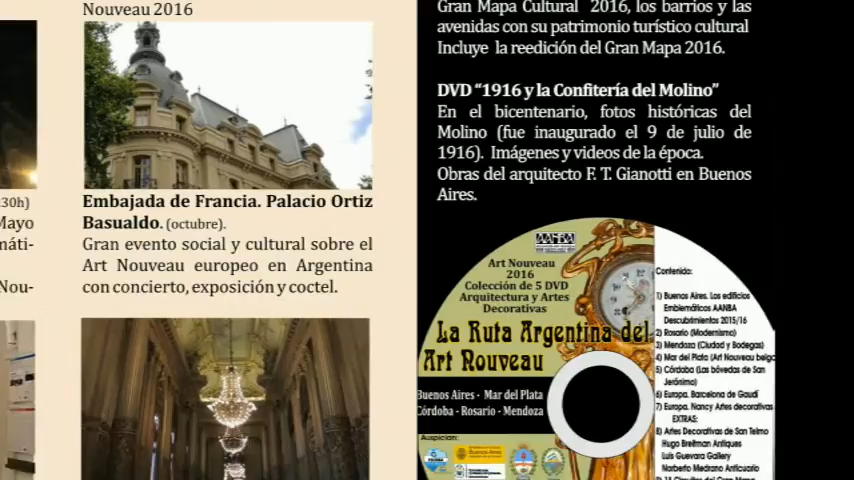 Nouveau 2016
30h)
Mayo
máti-
Nou-
Embajada de Francia. Palacio Ortiz
Basualdo. (octubre).
Gran evento social y cultural sobre el
Art Nouveau europeo en Argentina
con concierto, exposición y coctel.
Gran Mapa Cultural 2016, los barrios y las
avenidas con su patrimonio turístico cultural
Incluye la reedición del Gran Mapa 2016.
DVD “1916 y la Confitería del Molino”
En el bicentenario, fotos históricas del
Molino (fue inaugurado el 9 de julio de
1916). Imágenes y videos de la época.
Obras del arquitecto F. T. Gianotti en Buenos
Aires.
AANBA
Art Nouveau
2016
Colección de 5 DVD
Arquitectura y Artes
Decorativas
La Ruta Argentina del
Art Nouveau
Buenos Aires - Mar del Plata
Córdoba - Rosario - Mendoza
Auspician:
Contenido:
1) Buenos Aires. Los edificios
Emblemáticos AANBA
Descubrimientos 2015/16
2) Rosario (Modernismo)
3) Mendoza (Ciudad y Bodegas)
4) Mar del Plata (Art Nouveau belga
5) Córdoba (Las bóvedas de San
Jerónimo)
6) Europa. Barcelona de Gaudí
7) Europa. Nancy Artes decorativas
EXTRAS:
8) Artes Decorativas de San Telmo
Hugo Breitman Antiques
Luis Guevara Gallery
Norberto Medrano Anticuario